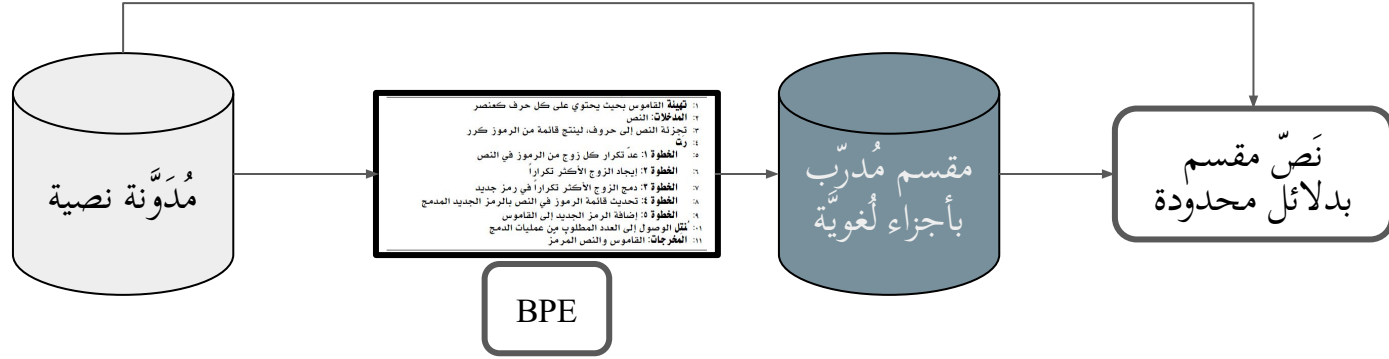 مُدَوَّنة نصية
١: تهيئة القاموس بحيث يحتوي على كل حرف كعنصر
٢: المدخلات: النص
٣: تجزئة النص إلى حروف، لينتج قائمة من الرموز كرر
٤: رَت
٥: الخطوة ١: عدّ تكرار كل زوج من الرموز في النص
٦: الخطوة ٢: إيجاد الزوج الأكثر تكراراً
٧: الخطوة ٣: دمج الزوج الأكثر تكراراً في رمز جديد
٨: الخطوة ٤: تحديث قائمة الرموز في النص بالرمز الجديد المدمج
٩: الخطوة ٥: إضافة الرمز الجديد إلى القاموس
٠١: الوصول إلى العدد المطلوب من عمليات الدمج
١١: المخرجات: القاموس والنص المرمز
BPE
مقسم مُدرّب
بأجزاء لُغويَّة
نَصّ مقسم
بدلائل محدودة